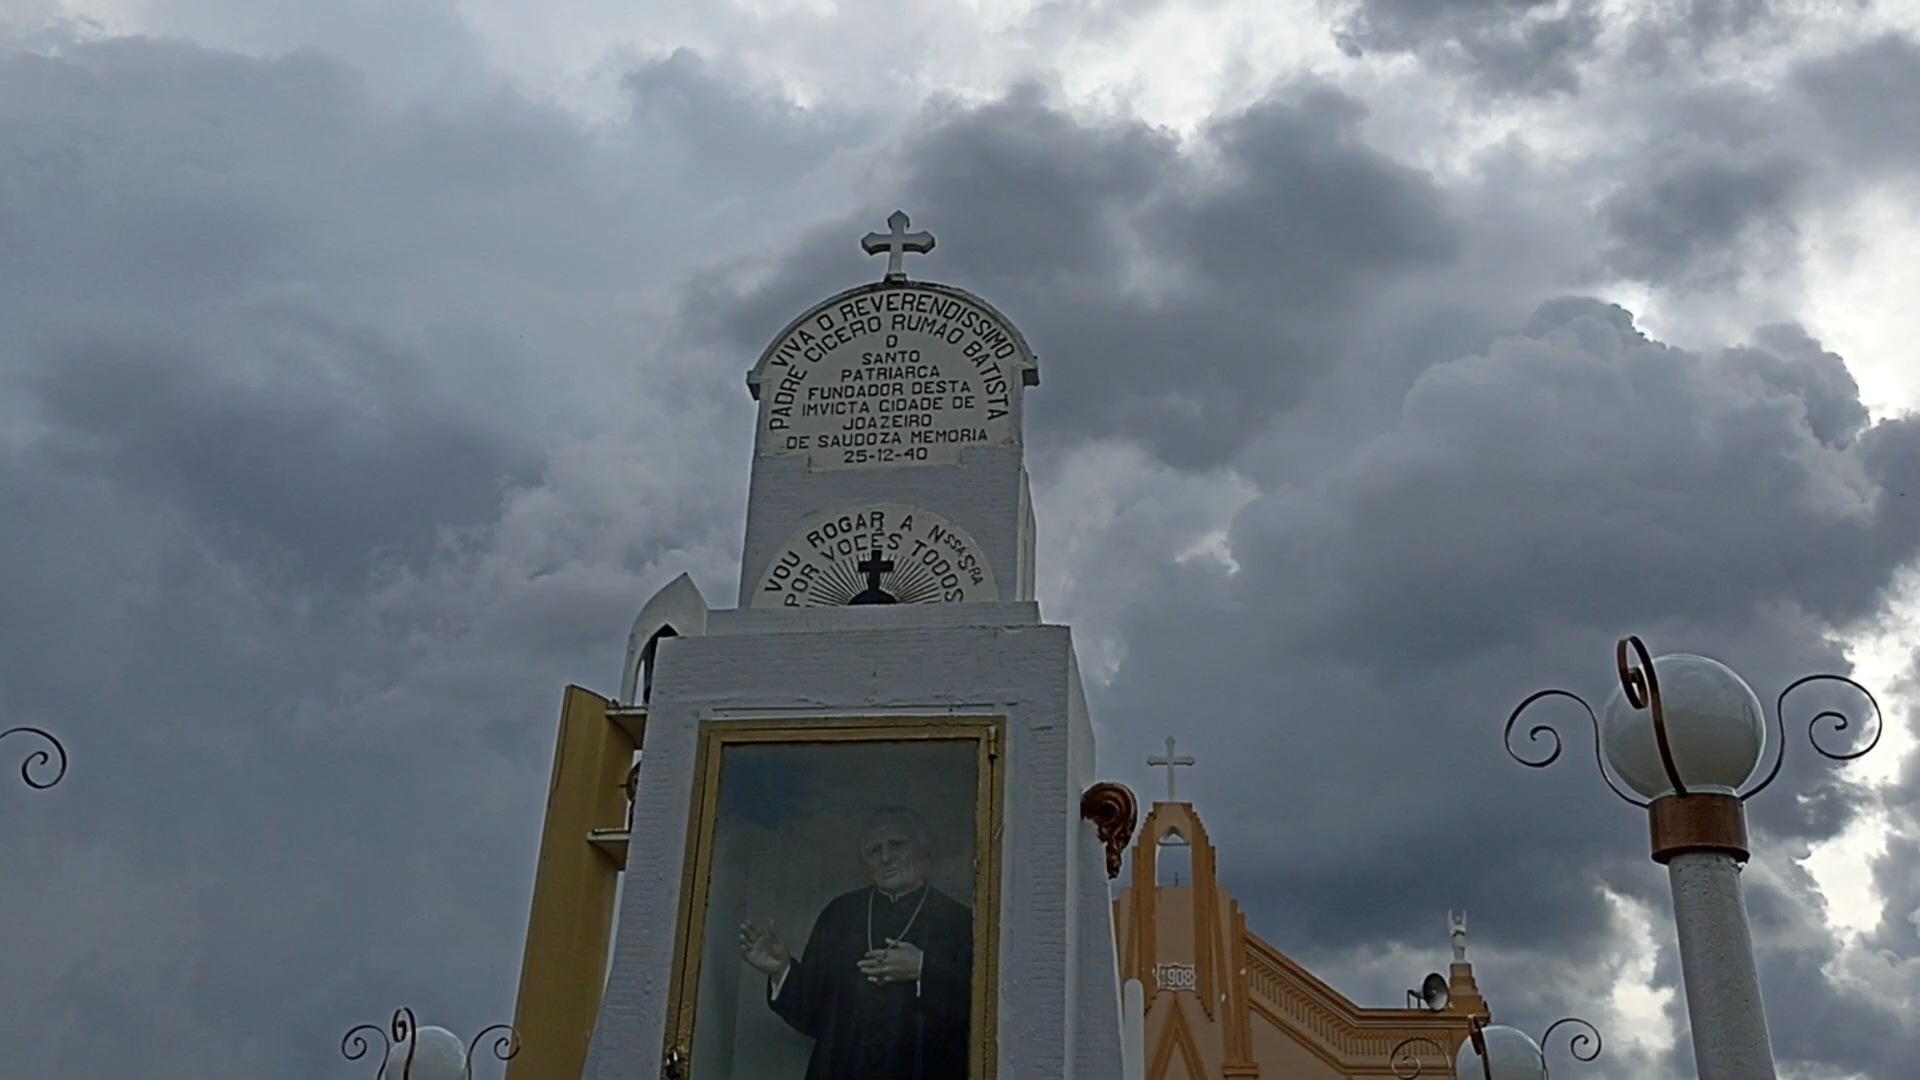 VIVA O REVERENDISSIMO
PADRE CICERO RUMÃO BATISTA
O
SANTO
PATRIARCA
FUNDADOR DESTA
IMVICTA CIDADE DE
JOAZEIRO
DE SAUDOZA MEMORIA
25-12-40
VOU ROGAR A Nssa Sra
POR VOCÊS TODOS
1908